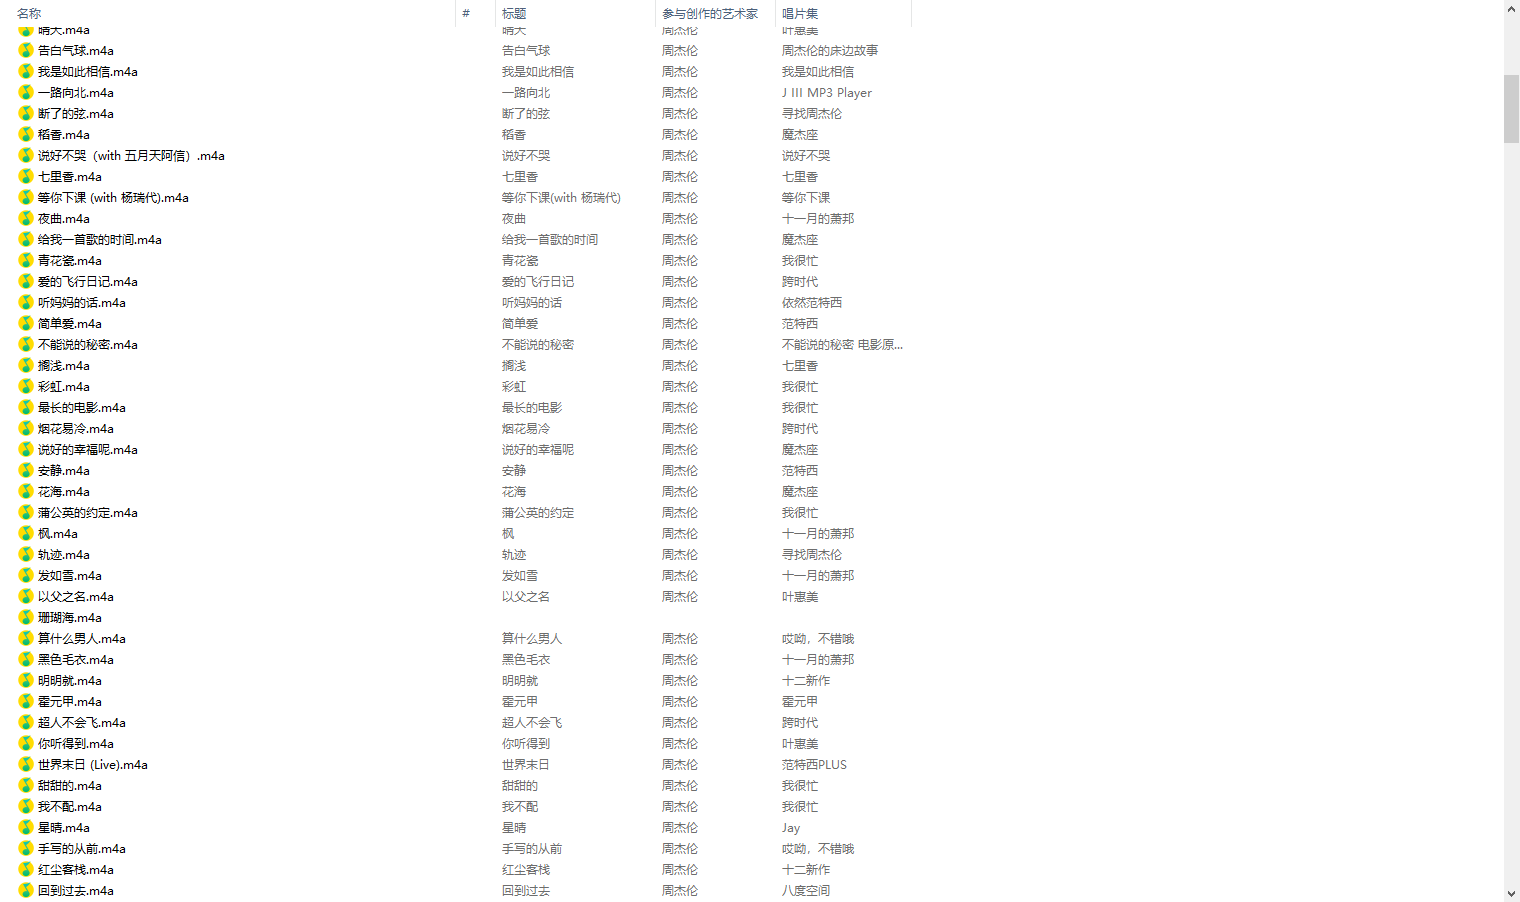 名称 # 标题 参与创作的艺术家 唱片集
晴天.m4a 晴天 周杰伦 叶惠美
告白气球.m4a 告白气球 周杰伦 周杰伦的床边故事
我是如此相信.m4a 我是如此相信 周杰伦 我是如此相信
一路向北.m4a 一路向北 周杰伦 J III MP3 Player
断了的弦.m4a 断了的弦 周杰伦 寻找周杰伦
稻香.m4a 稻香 周杰伦 魔杰座
说好不哭（with 五月天阿信）.m4a 说好不哭 周杰伦 说好不哭
七里香.m4a 七里香 周杰伦 七里香
等你下课 (with 杨瑞代).m4a 等你下课(with 杨瑞代) 周杰伦 等你下课
夜曲.m4a 夜曲 周杰伦 十一月的萧邦
给我一首歌的时间.m4a 给我一首歌的时间 周杰伦 魔杰座
青花瓷.m4a 青花瓷 周杰伦 我很忙
爱的飞行日记.m4a 爱的飞行日记 周杰伦 跨时代
听妈妈的话.m4a 听妈妈的话 周杰伦 依然范特西
简单爱.m4a 简单爱 周杰伦 范特西
不能说的秘密.m4a 不能说的秘密 周杰伦 不能说的秘密 电影原...
搁浅.m4a 搁浅 周杰伦 七里香
彩虹.m4a 彩虹 周杰伦 我很忙
最长的电影.m4a 最长的电影 周杰伦 我很忙
烟花易冷.m4a 烟花易冷 周杰伦 跨时代
说好的幸福呢.m4a 说好的幸福呢 周杰伦 魔杰座
安静.m4a 安静 周杰伦 范特西
花海.m4a 花海 周杰伦 魔杰座
蒲公英的约定.m4a 蒲公英的约定 周杰伦 我很忙
枫.m4a 枫 周杰伦 十一月的萧邦
轨迹.m4a 轨迹 周杰伦 寻找周杰伦
发如雪.m4a 发如雪 周杰伦 十一月的萧邦
以父之名.m4a 以父之名 周杰伦 叶惠美
珊瑚海.m4a
算什么男人.m4a 算什么男人 周杰伦 哎呦，不错哦
黑色毛衣.m4a 黑色毛衣 周杰伦 十一月的萧邦
明明就.m4a 明明就 周杰伦 十二新作
霍元甲.m4a 霍元甲 周杰伦 霍元甲
超人不会飞.m4a 超人不会飞 周杰伦 跨时代
你听得到.m4a 你听得到 周杰伦 叶惠美
世界末日 (Live).m4a 世界末日 周杰伦 范特西PLUS
甜甜的.m4a 甜甜的 周杰伦 我很忙
我不配.m4a 我不配 周杰伦 我很忙
星晴.m4a 星晴 周杰伦 Jay
手写的从前.m4a 手写的从前 周杰伦 哎呦，不错哦
红尘客栈.m4a 红尘客栈 周杰伦 十二新作
回到过去.m4a 回到过去 周杰伦 八度空间